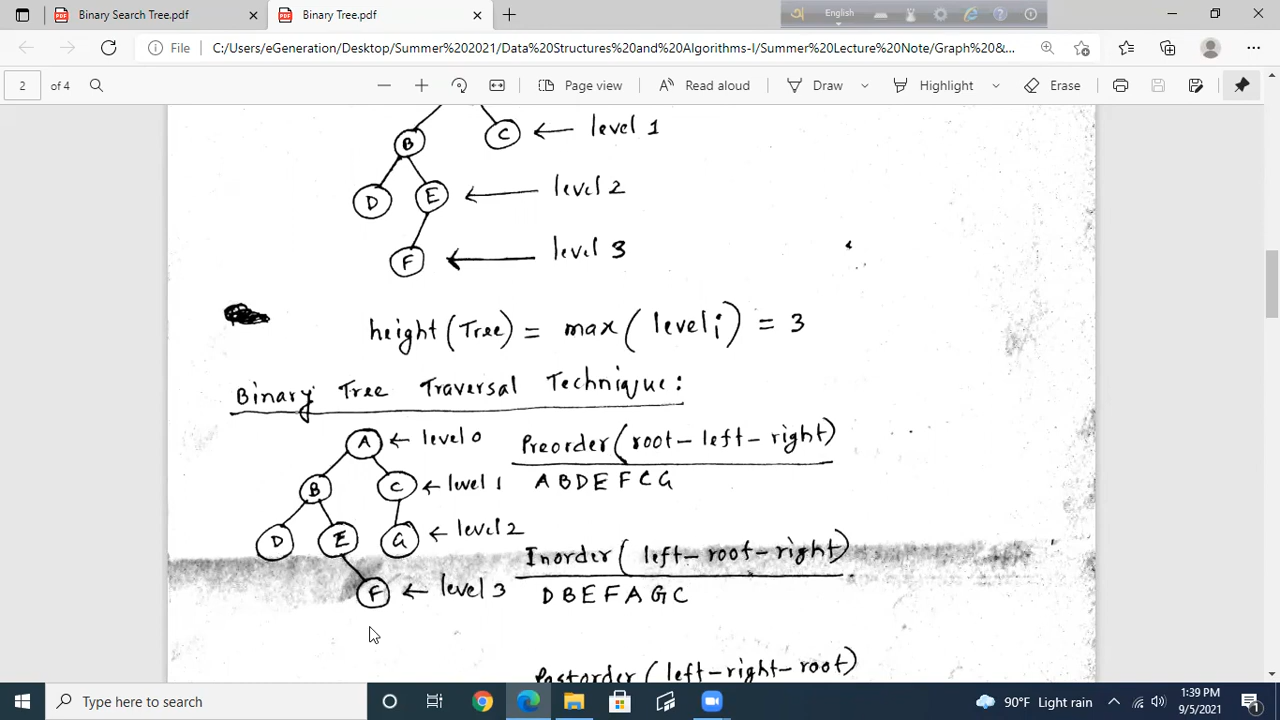 Binary Search Tree.pdf
Binary Tree.pdf
English
File
C:/Users/eGeneration/Desktop/Summer%202021/Data%20Structures%20and%20Algorithms-I/Summer%20Lecture%20Note/Graph%20&...
2 of 4
Page view
Read aloud
Draw
Highlight
Erase
B
C
← level 1
D
E
← level 2
F
← level 3
height(Tree) = max(level i) = 3
Binary Tree Traversal Technique:
A ← level 0
Preorder(root-left-right)
B
C ← level 1
A B D E F C G
D
E
G ← level 2
Inorder(left-root-right)
F ← level 3
D B E F A G C
Postorder(left-right-root)
Type here to search
90°F Light rain
1:39 PM
9/5/2021